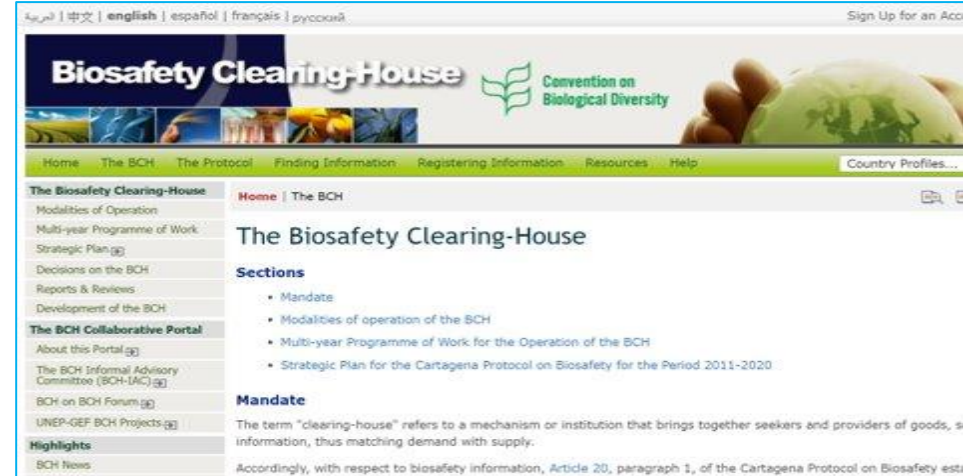 العربية | 中文 | english | español | français | русский
Sign Up for an Acc
Biosafety Clearing-House
Convention on
Biological Diversity
Home The BCH The Protocol Finding Information Registering Information Resources Help
Country Profiles...
The Biosafety Clearing-House
Modalities of Operation
Multi-year Programme of Work
Strategic Plan
Decisions on the BCH
Reports & Reviews
Development of the BCH
The BCH Collaborative Portal
About this Portal
The BCH Informal Advisory
Committee (BCH-IAC)
BCH on BCH Forum
UNEP-GEF BCH Projects
Highlights
BCH News
Home | The BCH
The Biosafety Clearing-House
Sections
• Mandate
• Modalities of operation of the BCH
• Multi-year Programme of Work for the Operation of the BCH
• Strategic Plan for the Cartagena Protocol on Biosafety for the Period 2011-2020
Mandate
The term "clearing-house" refers to a mechanism or institution that brings together seekers and providers of goods, s
information, thus matching demand with supply.
Accordingly, with respect to biosafety information, Article 20, paragraph 1, of the Cartagena Protocol on Biosafety est